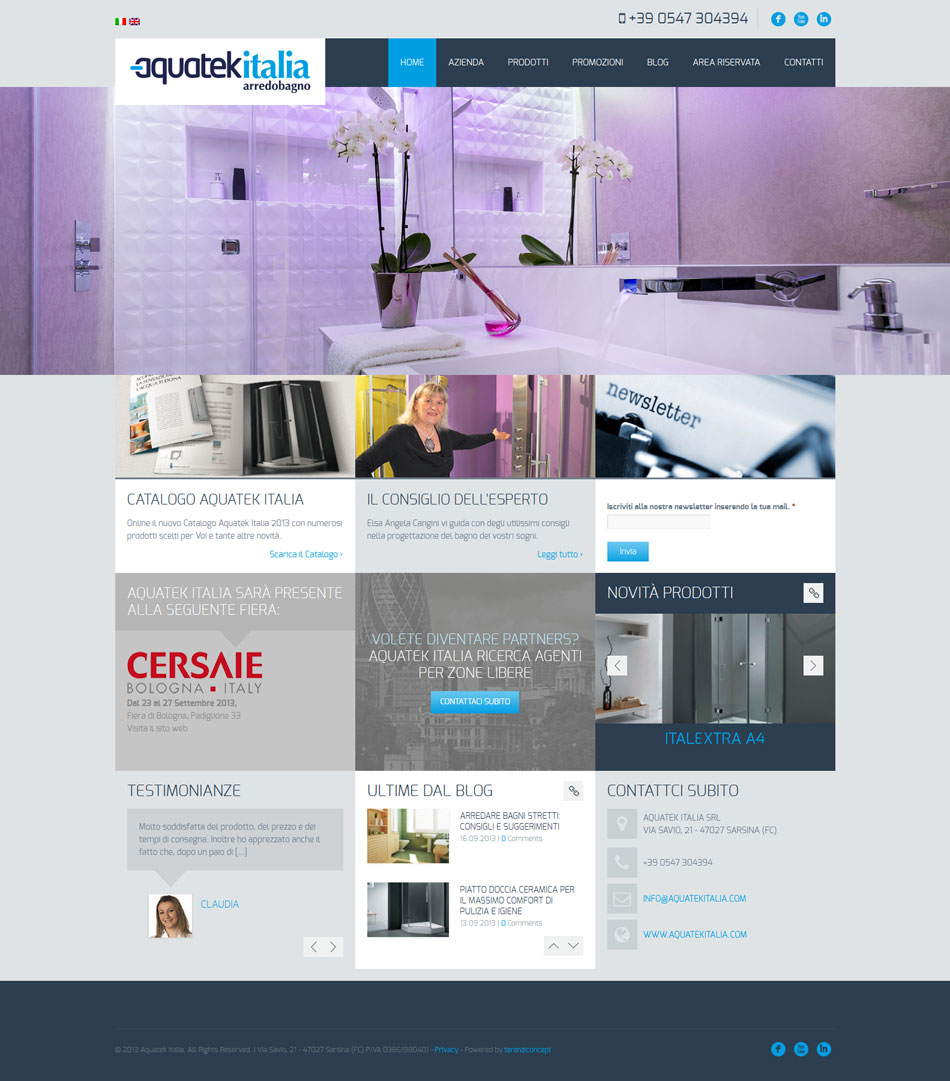 +39 0547 304394
aquatekitalia
arredobagno
HOME AZIENDA PRODOTTI PROMOZIONI BLOG AREA RISERVATA CONTATTI
newsletter
CATALOGO AQUATEK ITALIA
Online il nuovo Catalogo Aquatek Italia 2013 con numerosi
prodotti scelti per Voi e tante altre novità.
Scarica il Catalogo ›
IL CONSIGLIO DELL'ESPERTO
Elsa Angela Cangini vi guida con degli utilissimi consigli
nella progettazione del bagno dei vostri sogni.
Leggi tutto ›
Iscriviti alla nostra newsletter inserendo la tua mail. *
Invia
AQUATEK ITALIA SARÀ PRESENTE
ALLA SEGUENTE FIERA:
CERSAIE
BOLOGNA ▪ ITALY
Dal 23 al 27 Settembre 2013,
Fiera di Bologna, Padiglione 33
Visita il sito web
VOLETE DIVENTARE PARTNERS?
AQUATEK ITALIA RICERCA AGENTI
PER ZONE LIBERE
CONTATTACI SUBITO
NOVITÀ PRODOTTI
ITALEXTRA A4
TESTIMONIANZE
Molto soddisfatta del prodotto, del prezzo e dei
tempi di consegna. Inoltre ho apprezzato anche il
fatto che, dopo un paio di [...]
CLAUDIA
ULTIME DAL BLOG
ARREDARE BAGNI STRETTI:
CONSIGLI E SUGGERIMENTI
16.09.2013 | 0 Comments
PIATTO DOCCIA CERAMICA PER
IL MASSIMO COMFORT DI
PULIZIA E IGIENE
13.09.2013 | 0 Comments
CONTATTCI SUBITO
AQUATEK ITALIA SRL
VIA SAVIO, 21 - 47027 SARSINA (FC)
+39 0547 304394
INFO@AQUATEKITALIA.COM
WWW.AQUATEKITALIA.COM
© 2013 Aquatek Italia, All Rights Reserved. | Via Savio, 21 - 47027 Sarsina (FC) P.IVA 03861990401 - Privacy - Powered by terenziconcept